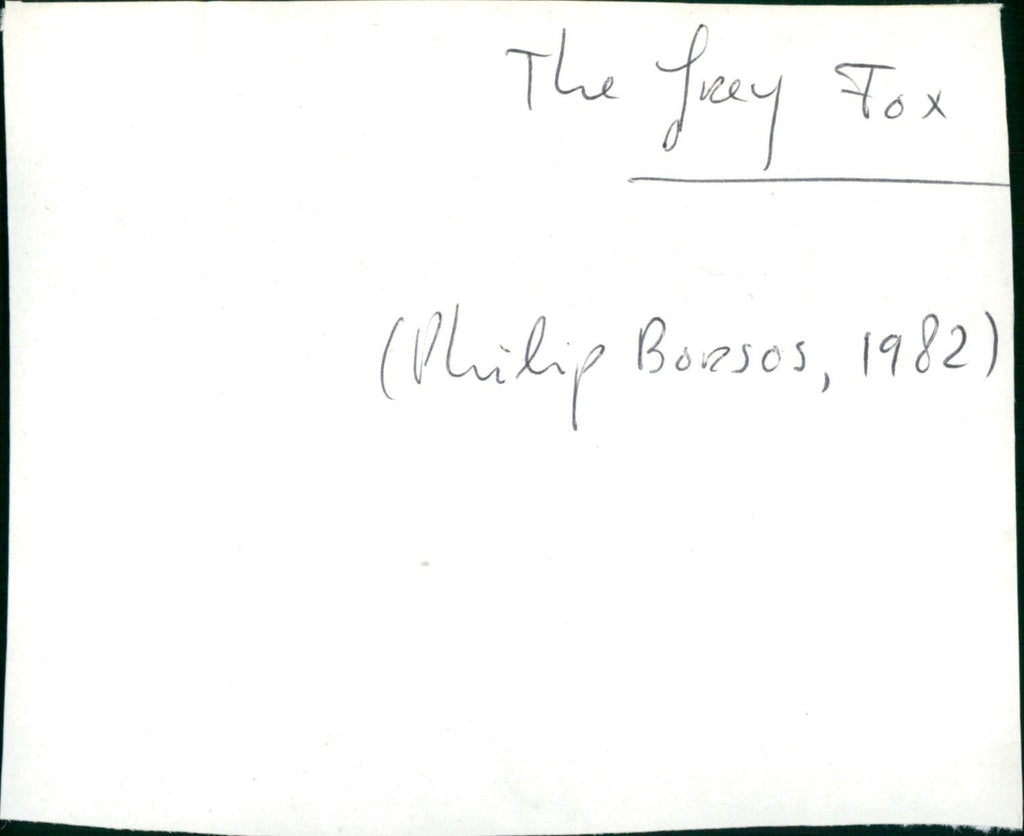 The Grey Fox
(Philip Borsos, 1982)